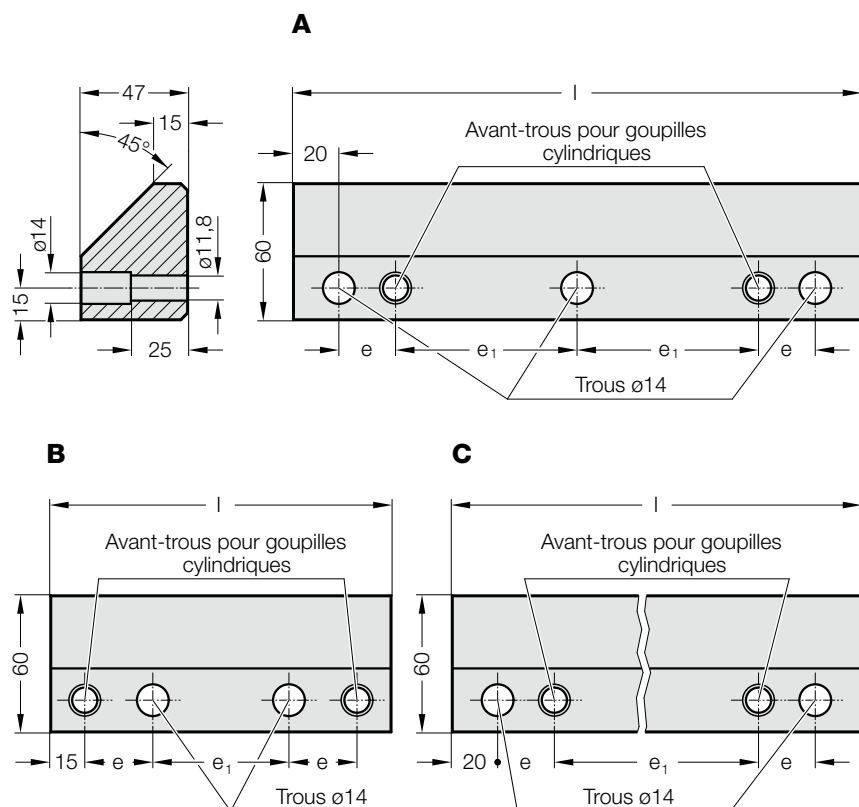 A
47
15
45°
ø14
ø11,8
15
25
l
20
Avant-trous pour goupilles
cylindriques
60
e
e₁
e₁
e
Trous ø14
B
l
Avant-trous pour goupilles
cylindriques
60
15
e
e₁
e
Trous ø14
C
l
Avant-trous pour goupilles
cylindriques
60
20
e
e₁
e
Trous ø14